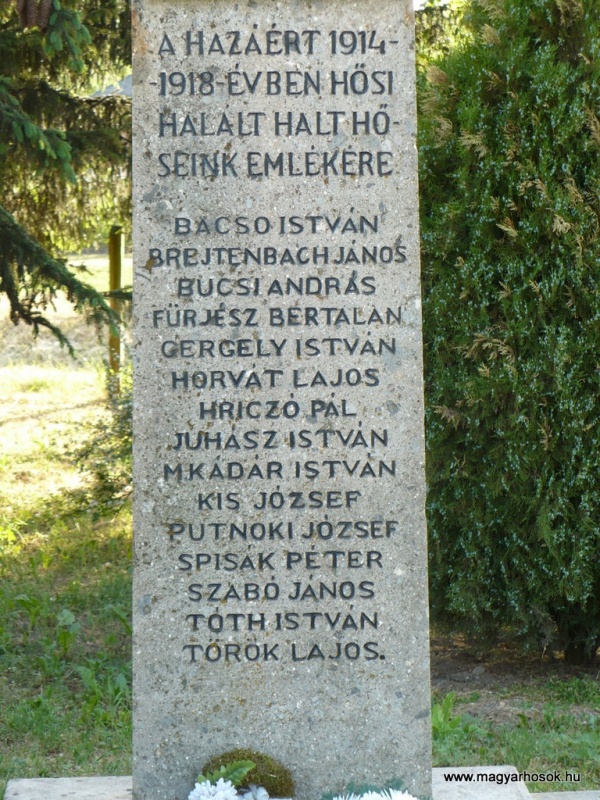 A HAZÁÉRT 1914-
-1918-ÉVBEN HŐSI
HALÁLT HALT HŐ-
SEINK EMLÉKÉRE
BACSO ISTVÁN
BREJTENBACH JÁNOS
BUCSI ANDRÁS
FÜRJÉSZ BERTALAN
GERGELY ISTVÁN
HORVÁT LAJOS
HRICZÓ PÁL
JUHÁSZ ISTVÁN
M.KÁDÁR ISTVÁN
KIS JÓZSEF
PUTNOKI JÓZSEF
SPISÁK PÉTER
SZABÓ JÁNOS
TÓTH ISTVÁN
TÖRÖK LAJOS.
www.magyarhosok.hu